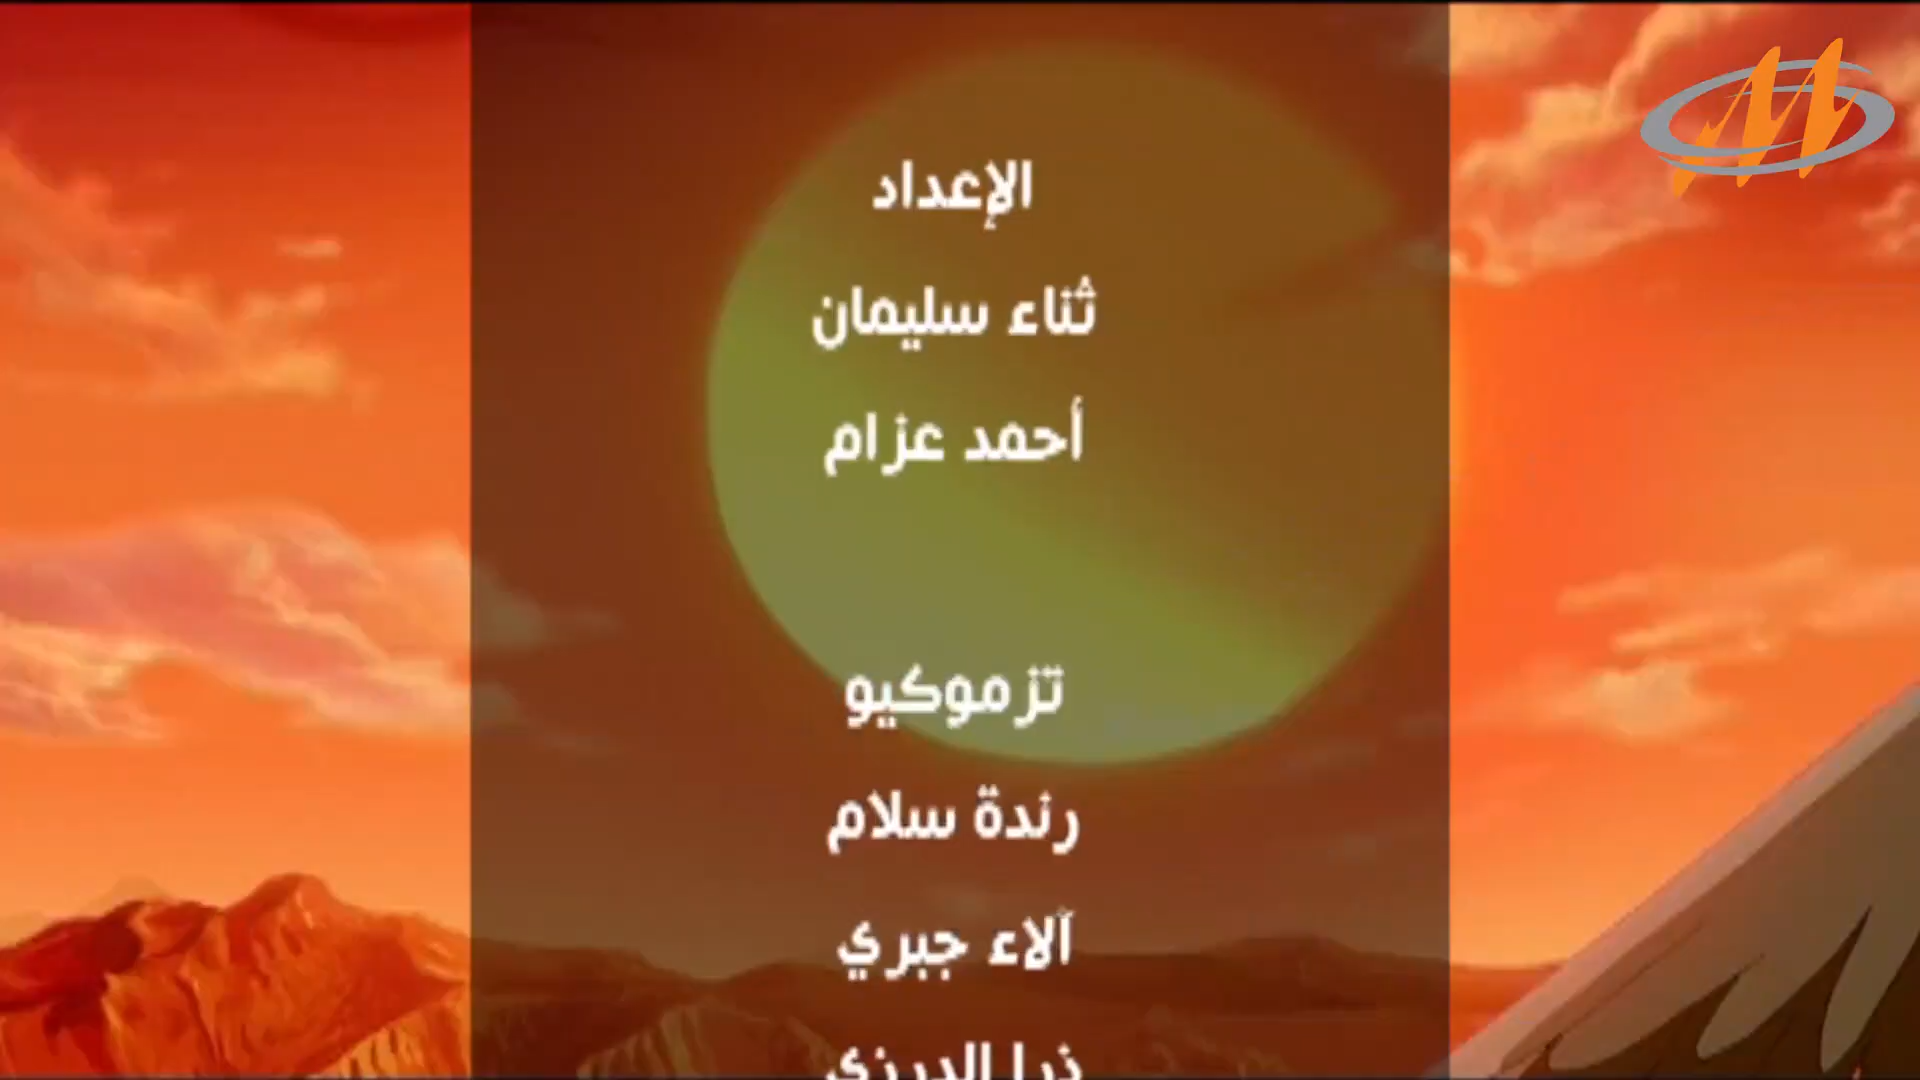 الإعداد
ثناء سليمان
أحمد عزام
تزموكيو
رندة سلام
آلاء جبري